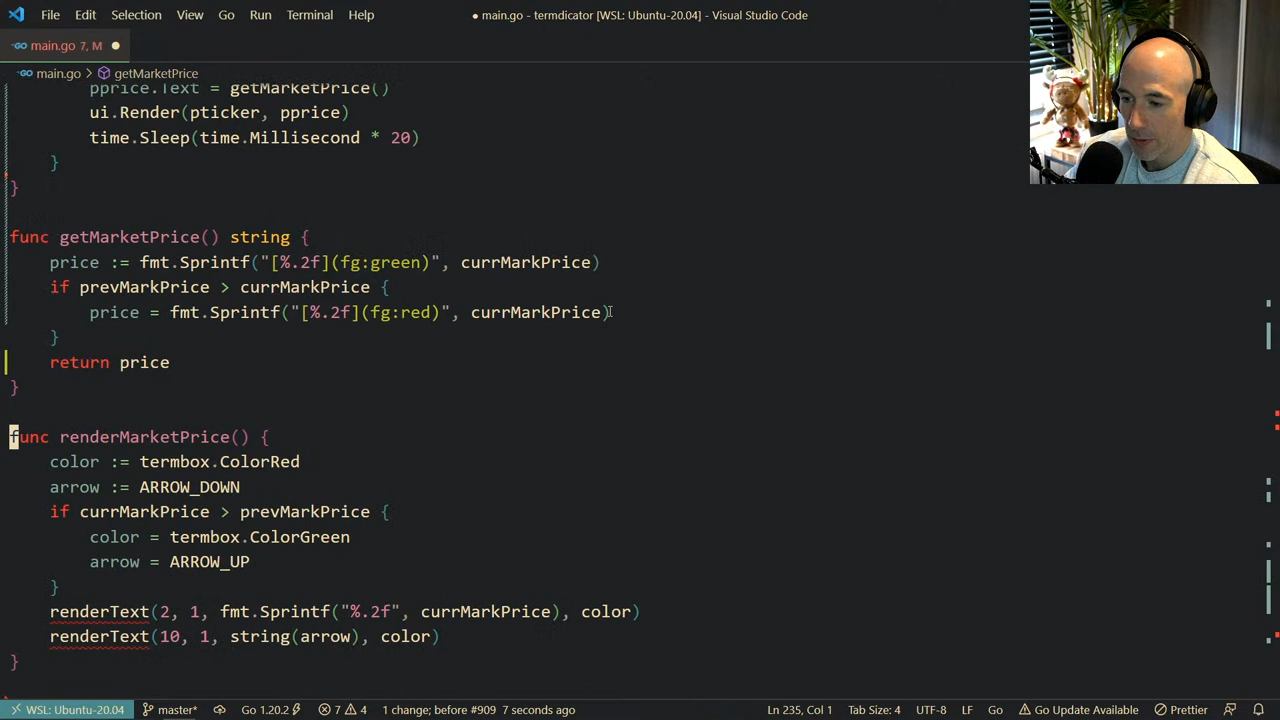 File Edit Selection View Go Run Terminal Help
● main.go - termdicator [WSL: Ubuntu-20.04] - Visual Studio Code
main.go 7, M ●
main.go > getMarketPrice
pprice.Text = getMarketPrice()
ui.Render(pticker, pprice)
time.Sleep(time.Millisecond * 20)
}
}
func getMarketPrice() string {
price := fmt.Sprintf("[%.2f](fg:green)", currMarkPrice)
if prevMarkPrice > currMarkPrice {
price = fmt.Sprintf("[%.2f](fg:red)", currMarkPrice)
}
return price
}
func renderMarketPrice() {
color := termbox.ColorRed
arrow := ARROW_DOWN
if currMarkPrice > prevMarkPrice {
color = termbox.ColorGreen
arrow = ARROW_UP
}
renderText(2, 1, fmt.Sprintf("%.2f", currMarkPrice), color)
renderText(10, 1, string(arrow), color)
}
WSL: Ubuntu-20.04 master* Go 1.20.2 7 4 1 change; before #909 7 seconds ago Ln 235, Col 1 Tab Size: 4 UTF-8 LF Go Go Update Available Prettier